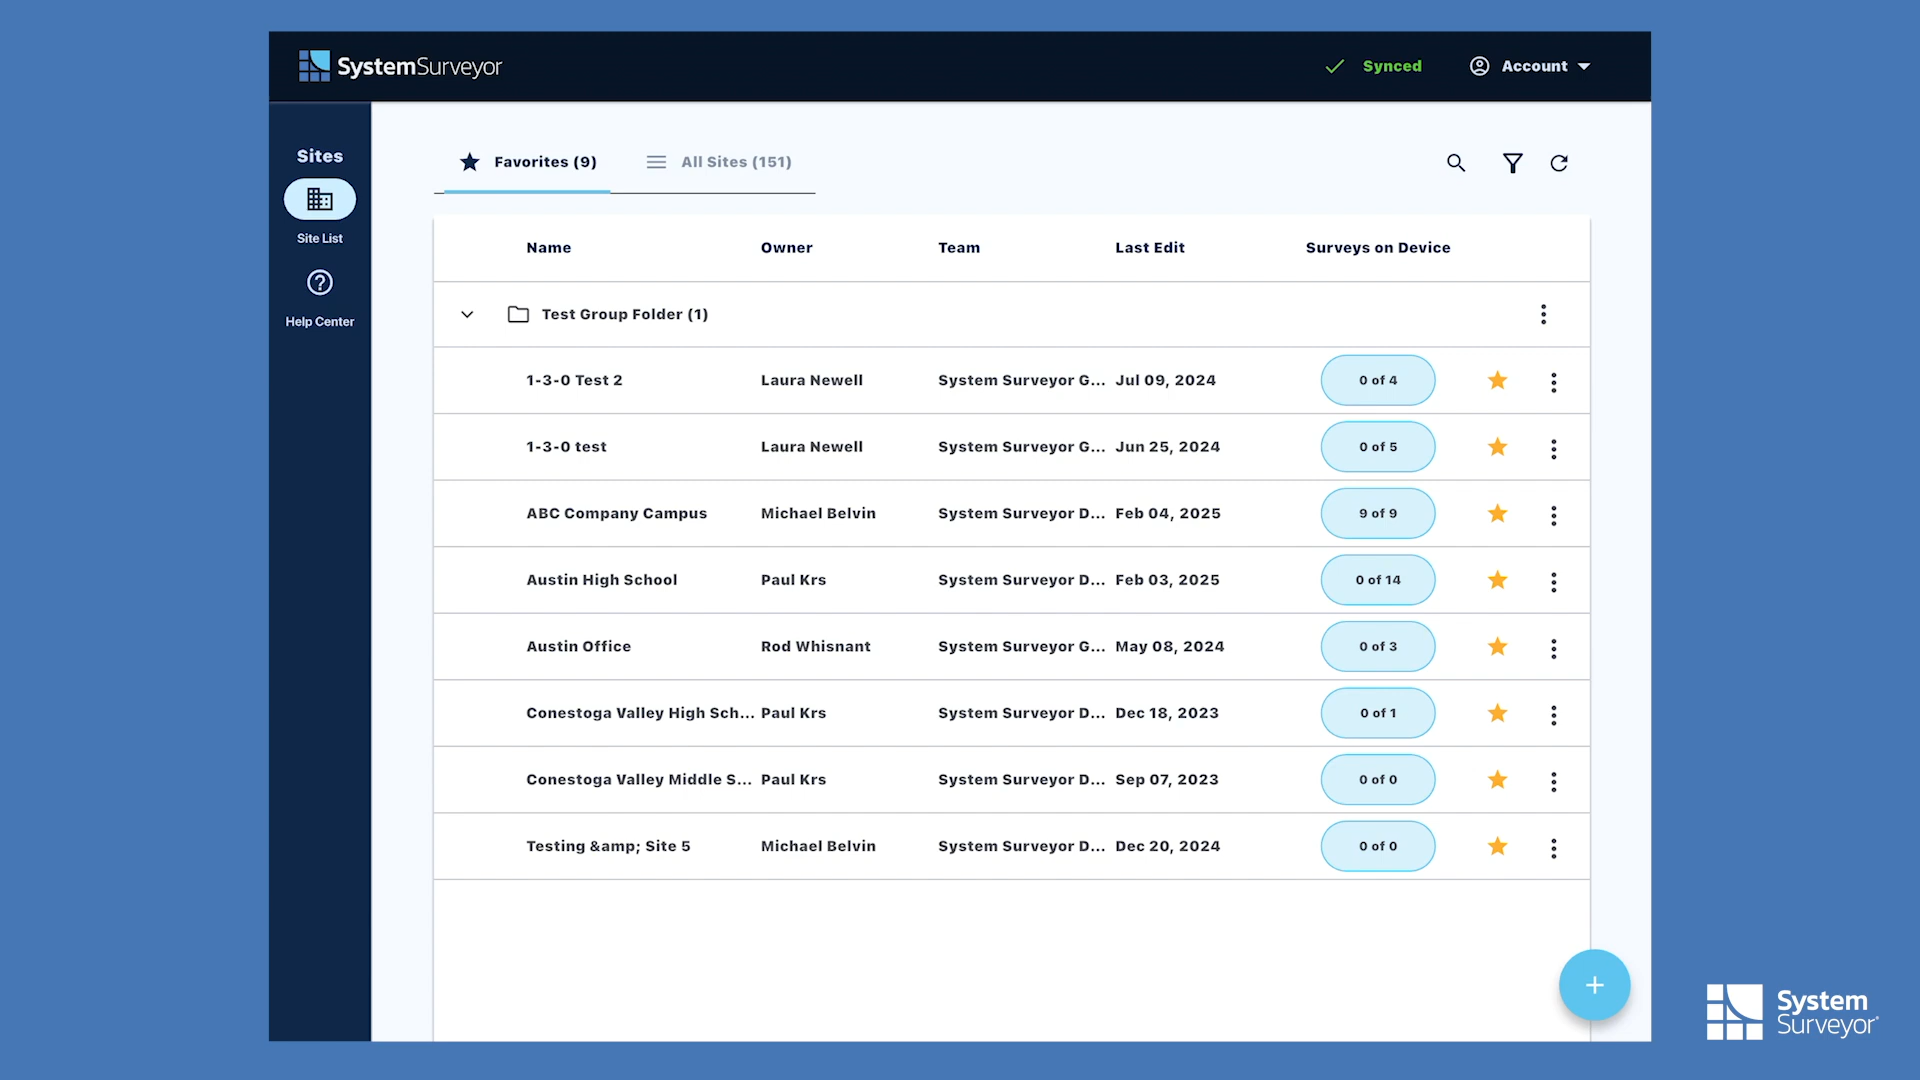 SystemSurveyor
Synced
Account
Sites
Site List
Help Center
Favorites (9)
All Sites (151)
Name Owner Team Last Edit Surveys on Device
Test Group Folder (1)
1-3-0 Test 2 Laura Newell System Surveyor G... Jul 09, 2024 0 of 4
1-3-0 test Laura Newell System Surveyor G... Jun 25, 2024 0 of 5
ABC Company Campus Michael Belvin System Surveyor D... Feb 04, 2025 9 of 9
Austin High School Paul Krs System Surveyor D... Feb 03, 2025 0 of 14
Austin Office Rod Whisnant System Surveyor G... May 08, 2024 0 of 3
Conestoga Valley High Sch... Paul Krs System Surveyor D... Dec 18, 2023 0 of 1
Conestoga Valley Middle S... Paul Krs System Surveyor D... Sep 07, 2023 0 of 0
Testing &amp; Site 5 Michael Belvin System Surveyor D... Dec 20, 2024 0 of 0
System
Surveyor®